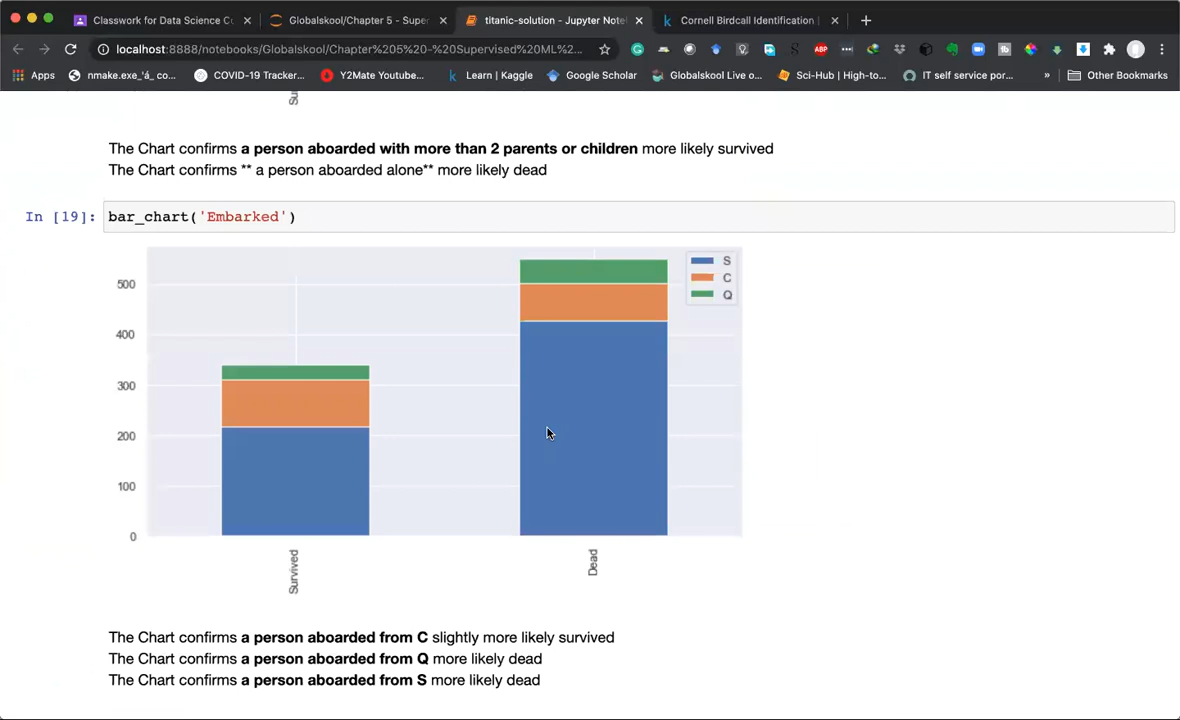 Classwork for Data Science Co
Globalskool/Chapter 5 - Super
titanic-solution - Jupyter Note
Cornell Birdcall Identification
localhost:8888/notebooks/Globalskool/Chapter%205%20-%20Supervised%20ML%2...
Apps
nmake.exe_'á_co...
COVID-19 Tracker...
Y2Mate Youtube...
Learn | Kaggle
Google Scholar
Globalskool Live o...
Sci-Hub | High-to...
IT self service por...
»
Other Bookmarks
Su
The Chart confirms a person aboarded with more than 2 parents or children more likely survived
The Chart confirms ** a person aboarded alone** more likely dead
In [19]: bar_chart('Embarked')
S
C
Q
500
400
300
200
100
0
Survived
Dead
The Chart confirms a person aboarded from C slightly more likely survived
The Chart confirms a person aboarded from Q more likely dead
The Chart confirms a person aboarded from S more likely dead